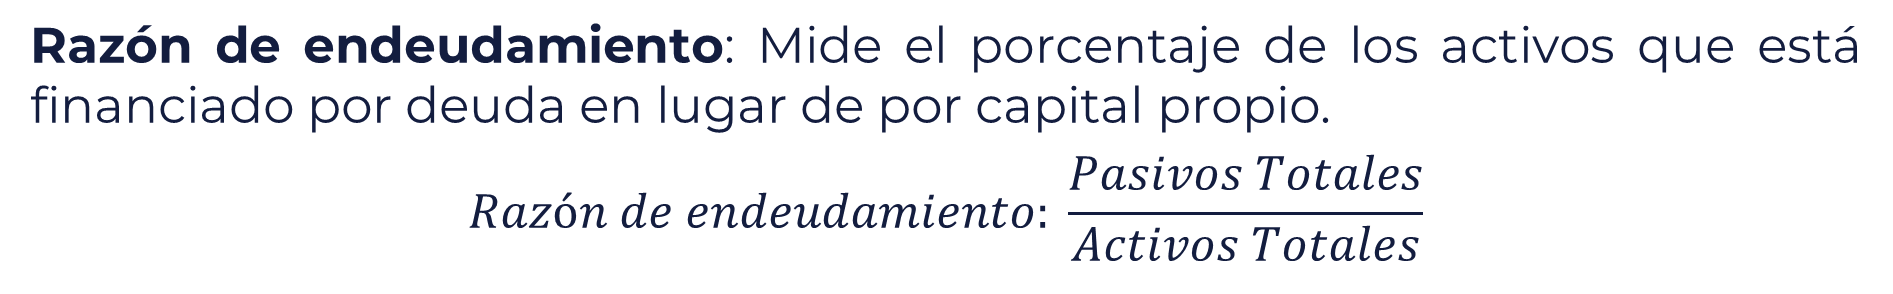 Razón de endeudamiento: Mide el porcentaje de los activos que está
financiado por deuda en lugar de por capital propio.
Razón de endeudamiento: Pasivos Totales
Activos Totales